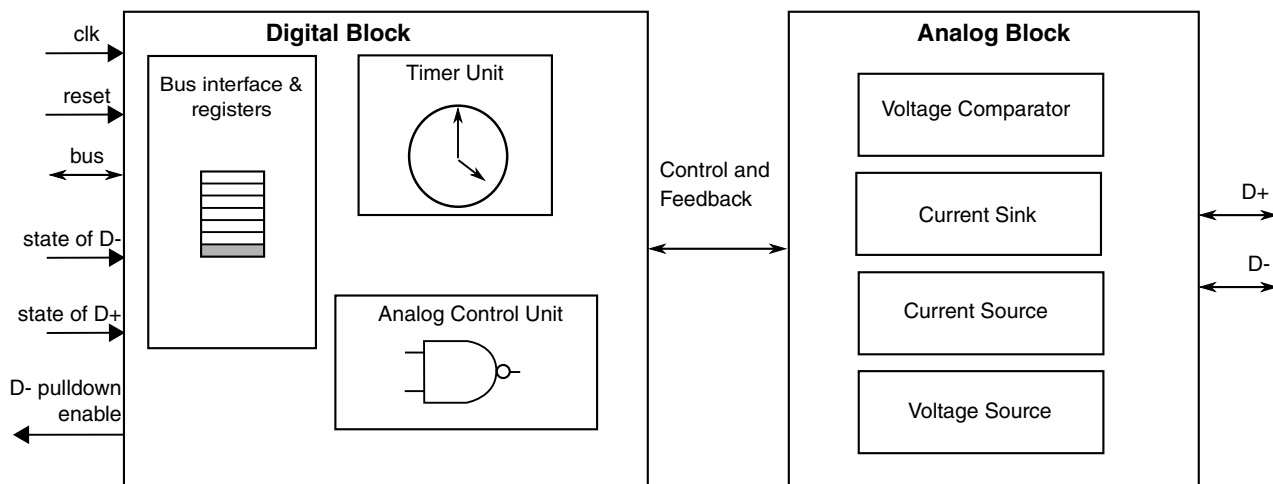 clk
reset
bus
state of D-
state of D+
D- pulldown
enable
Digital Block
Bus interface &
registers
Timer Unit
Analog Control Unit
Control and
Feedback
Analog Block
Voltage Comparator
Current Sink
Current Source
Voltage Source
D+
D-